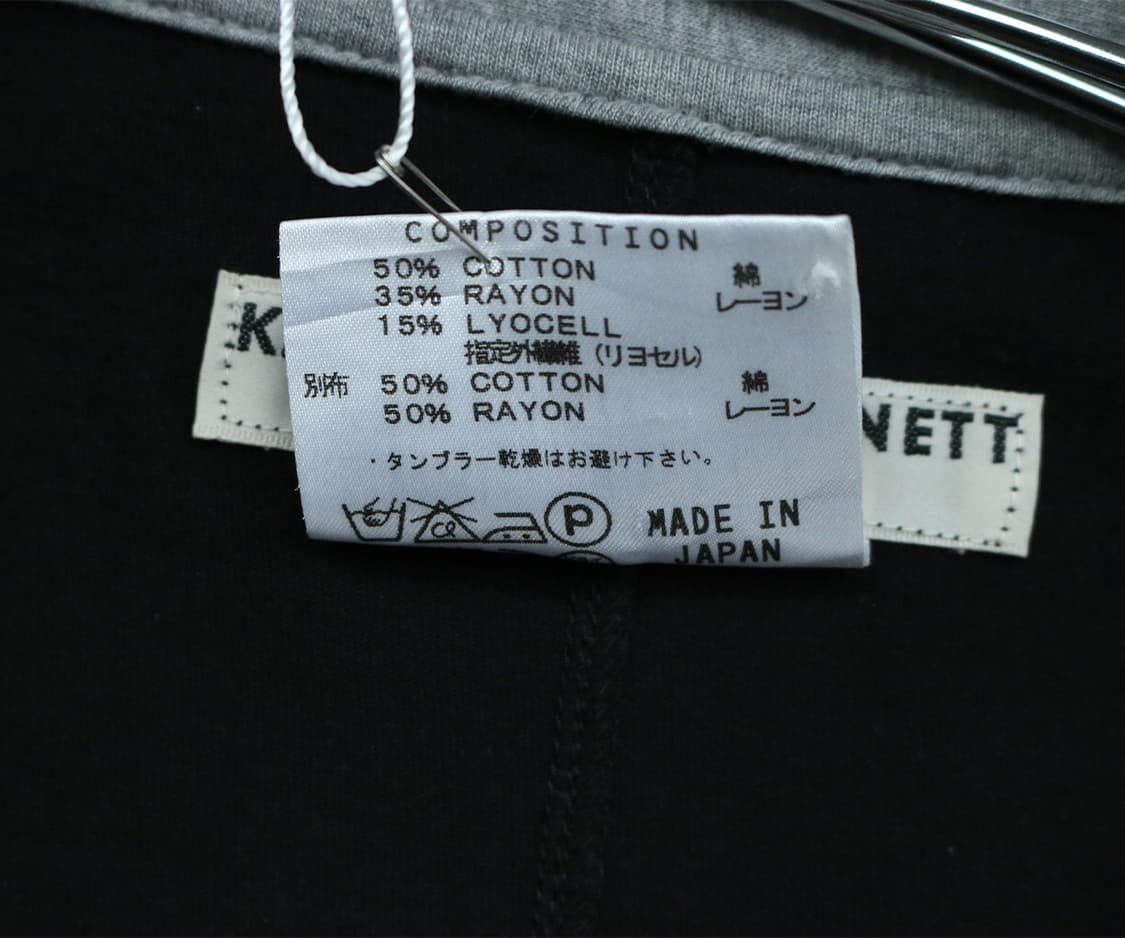 COMPOSITION
50% COTTON 綿
35% RAYON レーヨン
15% LYOCELL
指定外繊維 (リヨセル)
別布 50% COTTON 綿
50% RAYON レーヨン
・タンブラー乾燥はお避け下さい。
Cl P MADE IN
JAPAN
K
NETT